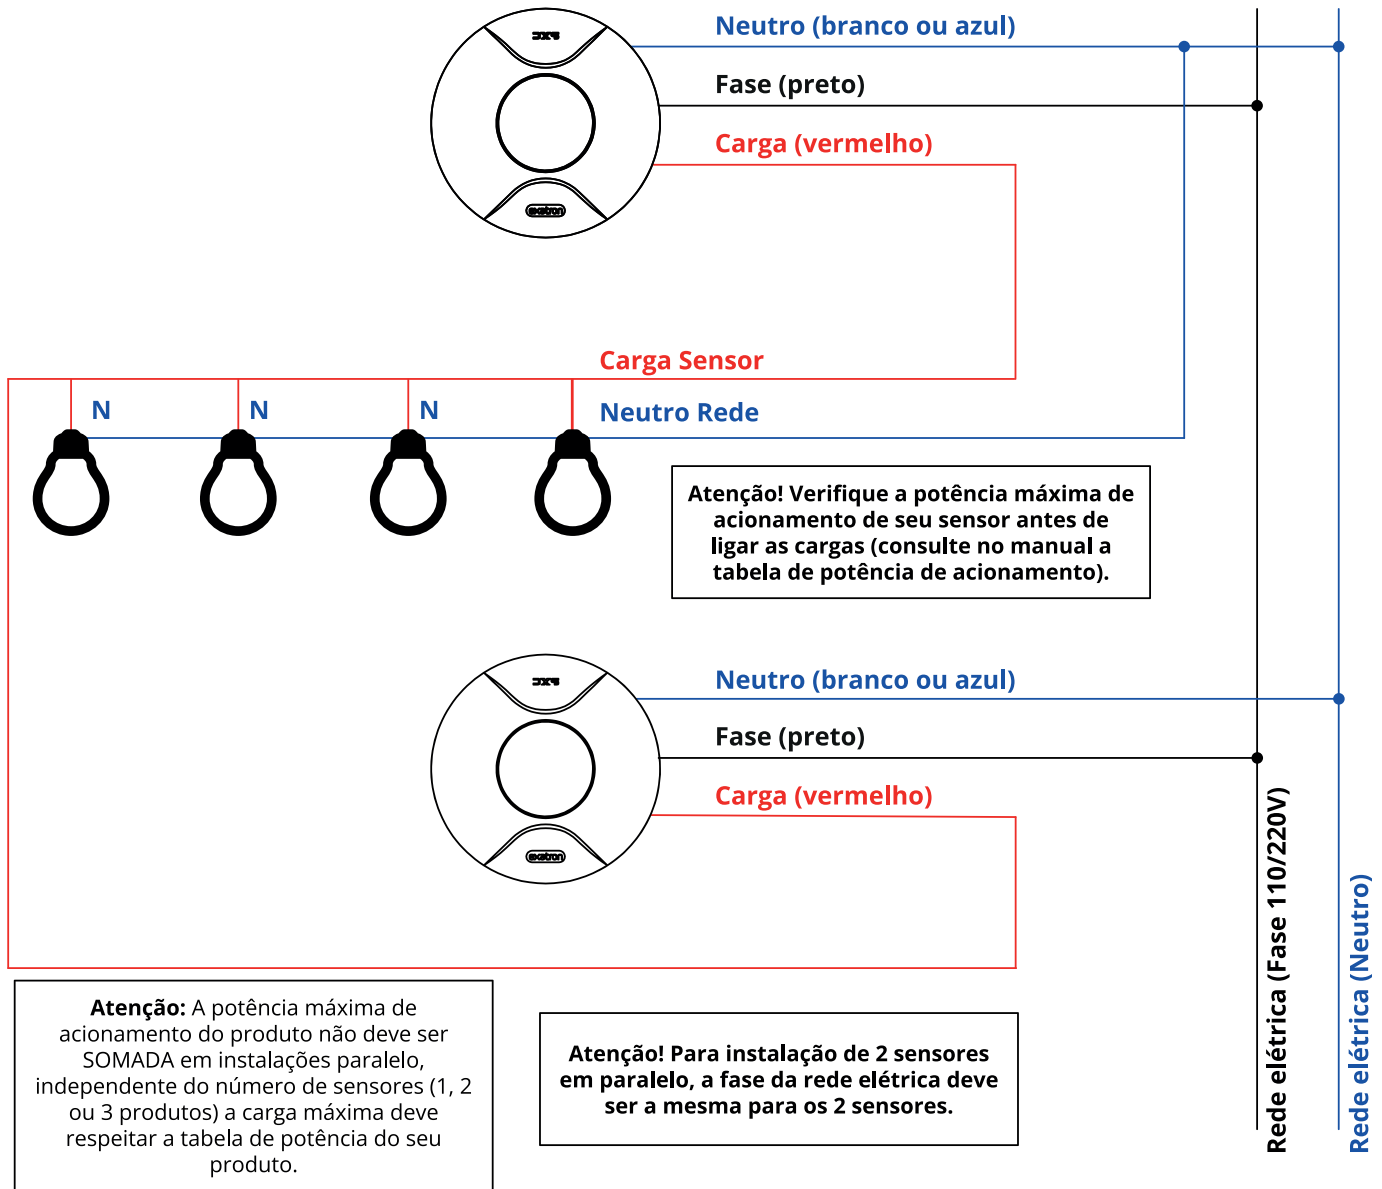 Neutro (branco ou azul)
Fase (preto)
Carga (vermelho)
exatron
Carga Sensor
N
N
N
Neutro Rede
Atenção! Verifique a potência máxima de
acionamento de seu sensor antes de
ligar as cargas (consulte no manual a
tabela de potência de acionamento).
Neutro (branco ou azul)
Fase (preto)
Carga (vermelho)
exatron
Rede elétrica (Fase 110/220V)
Rede elétrica (Neutro)
Atenção: A potência máxima de
acionamento do produto não deve ser
SOMADA em instalações paralelo,
independente do número de sensores (1, 2
ou 3 produtos) a carga máxima deve
respeitar a tabela de potência do seu
produto.
Atenção! Para instalação de 2 sensores
em paralelo, a fase da rede elétrica deve
ser a mesma para os 2 sensores.